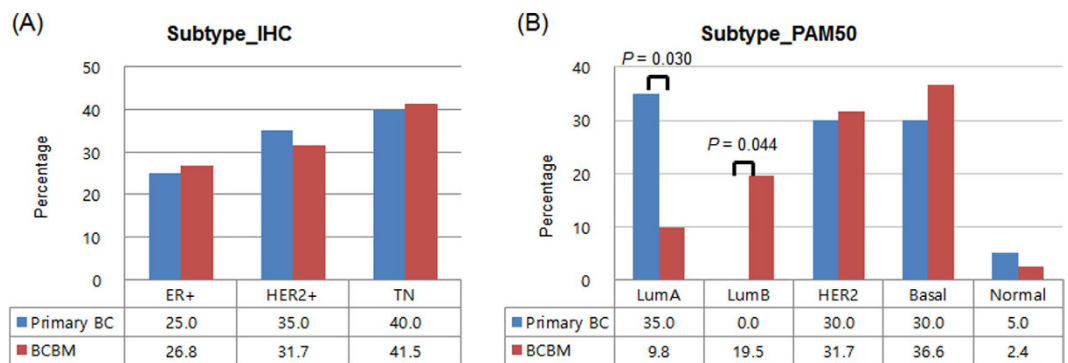 (A)
Subtype_IHC
50
40
30
20
10
0
Percentage
ER+ HER2+ TN
Primary BC 25.0 35.0 40.0
BCBM 26.8 31.7 41.5
(B)
Subtype_PAM50
40
30
20
10
0
Percentage
P = 0.030
P = 0.044
LumA LumB HER2 Basal Normal
Primary BC 35.0 0.0 30.0 30.0 5.0
BCBM 9.8 19.5 31.7 36.6 2.4